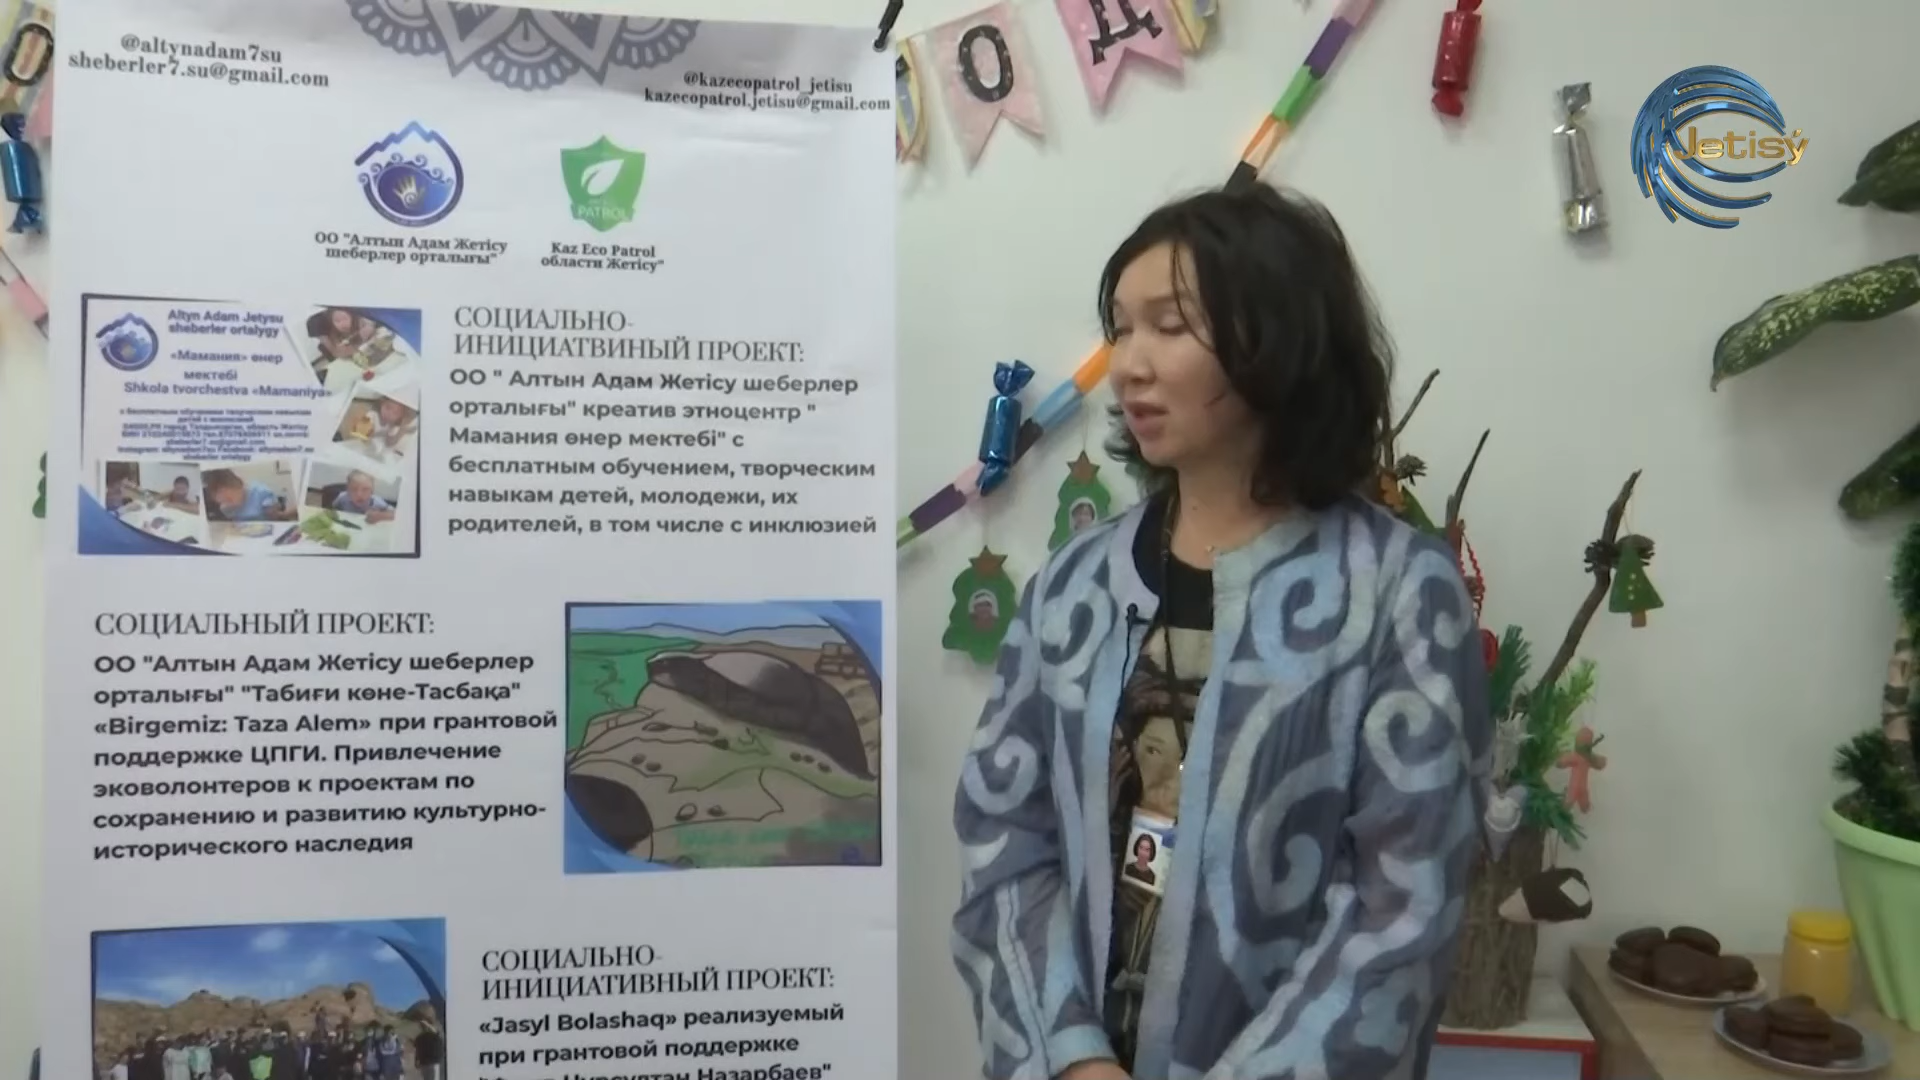 @altynadam7su
sheberler7.su@gmail.com
@kazecopatrol_jetisu
kazecopatrol.jetisu@gmail.com
О
О Д
Jetisý
PATROL
ОО "Алтын Адам Жетісу
шеберлер орталығы"
Kaz Eco Patrol
области Жетісу"
Altyn Adam Jetysu
sheberler ortalygy
«Мамания» өнер
мектебі
Shkola tvorchestva «Mamaniya»
СОЦИАЛЬНО-
ИНИЦИАТВИНЫЙ ПРОЕКТ:
ОО " Алтын Адам Жетісу шеберлер
орталығы" креатив этноцентр "
Мамания өнер мектебі" с
бесплатным обучением, творческим
навыкам детей, молодежи, их
родителей, в том числе с инклюзией
СОЦИАЛЬНЫЙ ПРОЕКТ:
ОО "Алтын Адам Жетісу шеберлер
орталығы" "Табиғи көне-Тасбақа"
«Birgemiz: Taza Alem» при грантовой
поддержке ЦПГИ. Привлечение
эковолонтеров к проектам по
сохранению и развитию культурно-
исторического наследия
СОЦИАЛЬНО-
ИНИЦИАТИВНЫЙ ПРОЕКТ:
«Jasyl Bolashaq» реализуемый
при грантовой поддержке
Нурсултан Назарбаев"